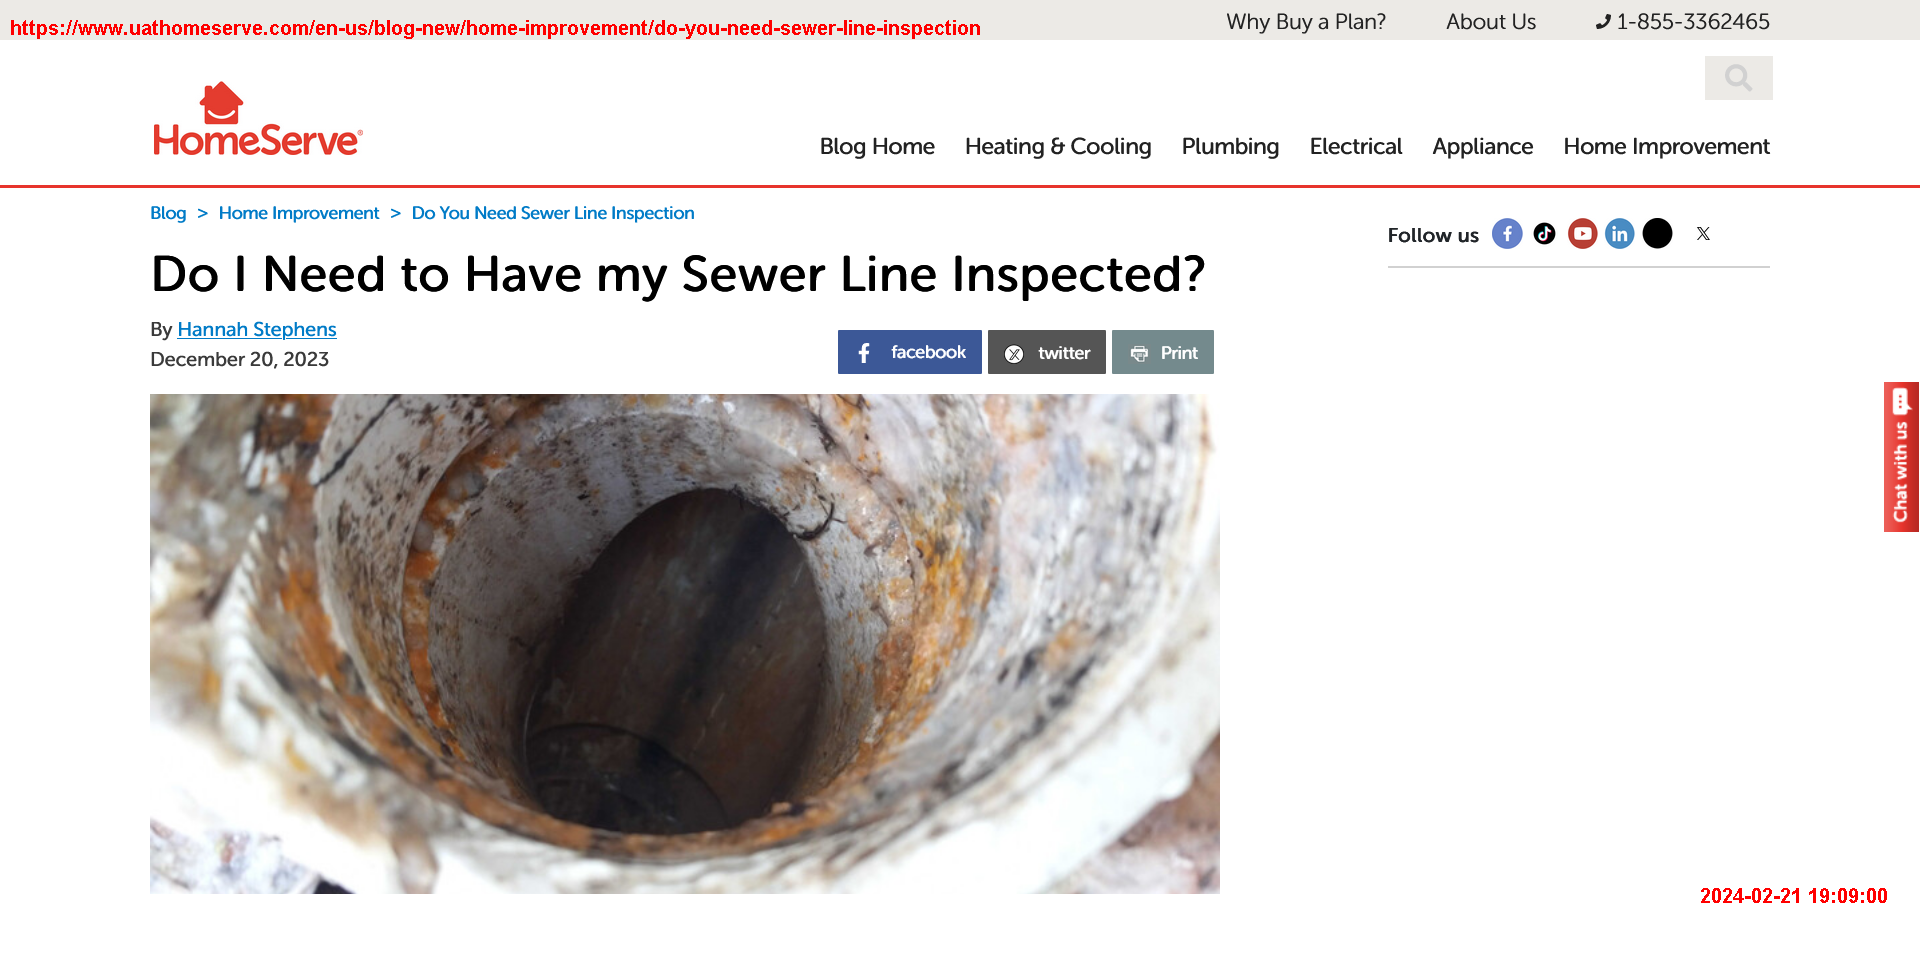 https://www.uathomeserve.com/en-us/blog-new/home-improvement/do-you-need-sewer-line-inspection
Why Buy a Plan? About Us 1-855-3362465
HomeServe®
Blog Home Heating & Cooling Plumbing Electrical Appliance Home Improvement
Blog > Home Improvement > Do You Need Sewer Line Inspection
Follow us
Do I Need to Have my Sewer Line Inspected?
By Hannah Stephens
December 20, 2023
facebook twitter Print
Chat with us
2024-02-21 19:09:00